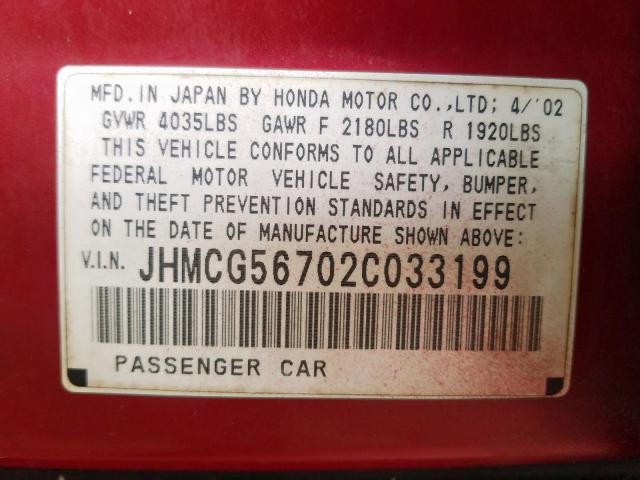 MFD. IN JAPAN BY HONDA MOTOR CO.,LTD; 4/'02
GVWR 4035LBS GAWR F 2180LBS R 1920LBS
THIS VEHICLE CONFORMS TO ALL APPLICABLE
FEDERAL MOTOR VEHICLE SAFETY, BUMPER,
AND THEFT PREVENTION STANDARDS IN EFFECT
ON THE DATE OF MANUFACTURE SHOWN ABOVE:
V.I.N. JHMCG56702C033199
PASSENGER CAR